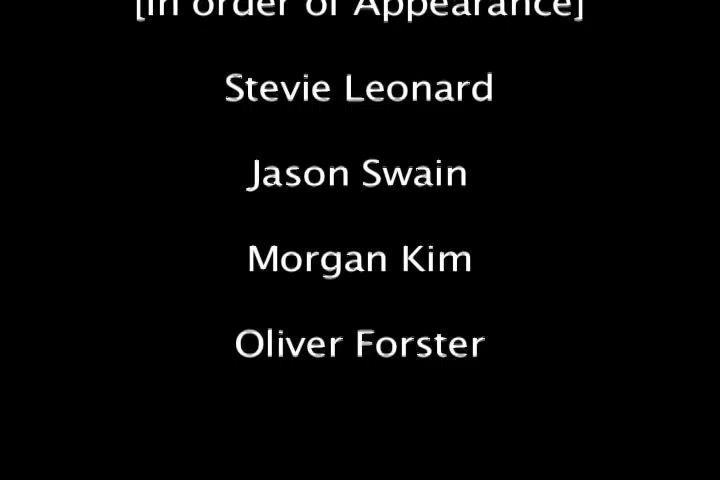 [In order of Appearance]
Stevie Leonard
Jason Swain
Morgan Kim
Oliver Forster